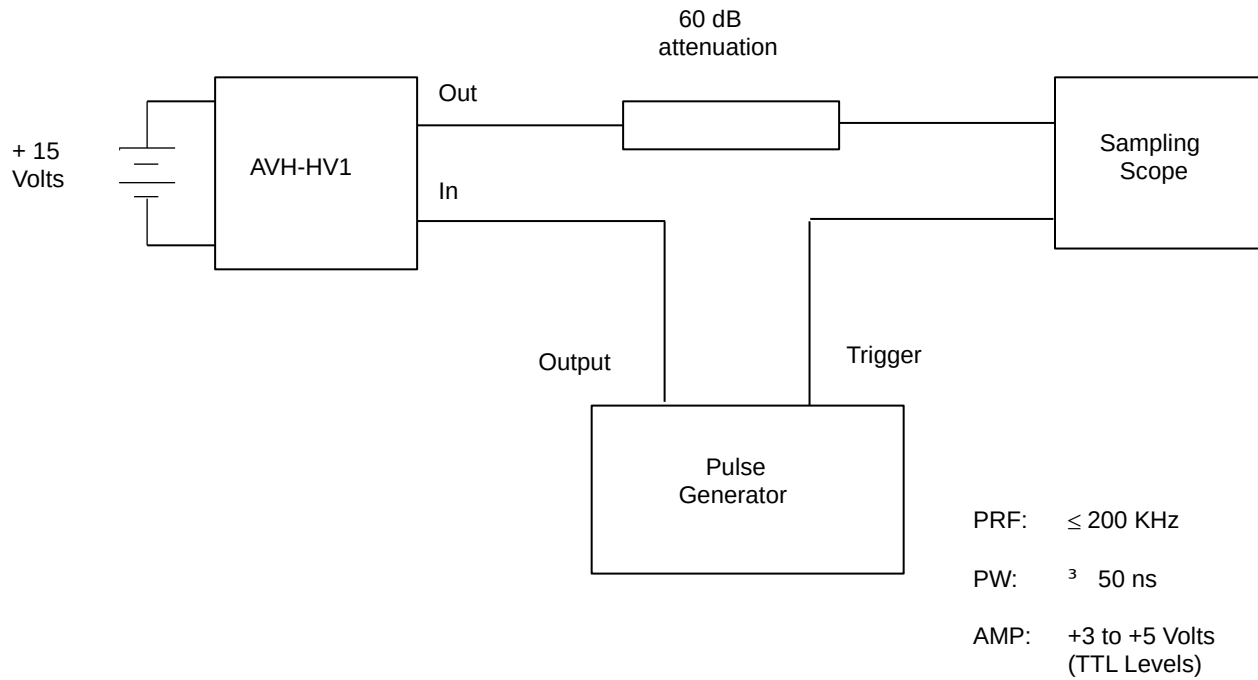 60 dB
attenuation
Out
+ 15
Volts
AVH-HV1
In
Sampling
Scope
Output
Trigger
Pulse
Generator
PRF: ≤ 200 KHz
PW: ³ 50 ns
AMP: +3 to +5 Volts
(TTL Levels)